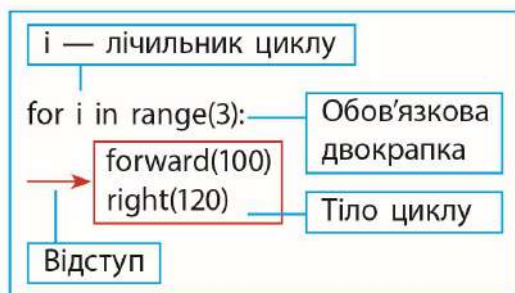 i — лічильник циклу
for i in range(3):
Обов'язкова
двокрапка
forward(100)
right(120)
Тіло циклу
Відступ